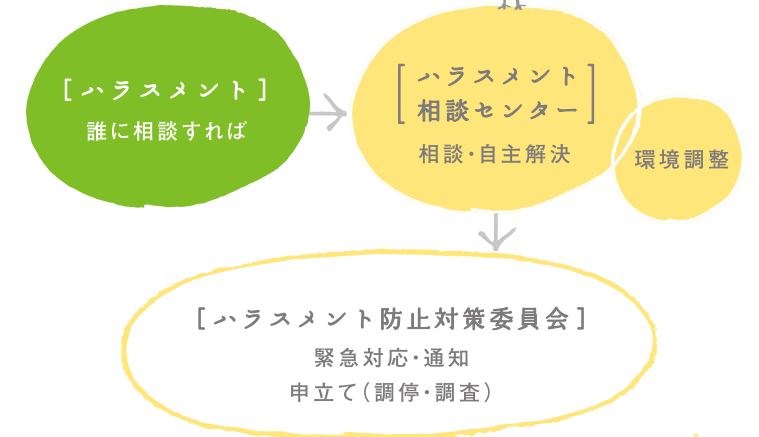 [ハラスメント]
誰に相談すれば
[ハラスメント
相談センター]
相談・自主解決
環境調整
[ハラスメント防止対策委員会]
緊急対応・通知
申立て(調停・調査)